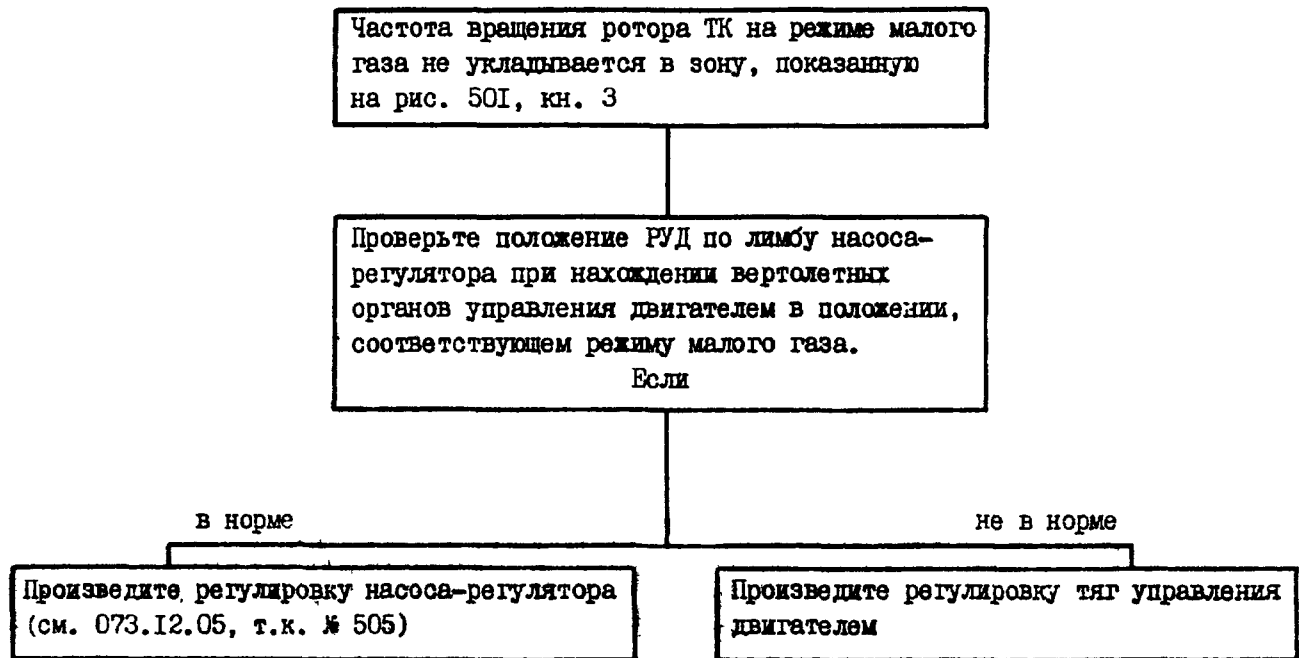 Частота вращения ротора ТК на режиме малого
газа не укладывается в зону, показанную
на рис. 501, кн. 3
Проверьте положение РУД по лимбу насоса-
регулятора при нахождении вертолетных
органов управления двигателем в положении,
соответствующем режиму малого газа.
Если
в норме
не в норме
Произведите регулировку насоса-регулятора
(см. 073.12.05, т.к. № 505)
Произведите регулировку тяг управления
двигателем